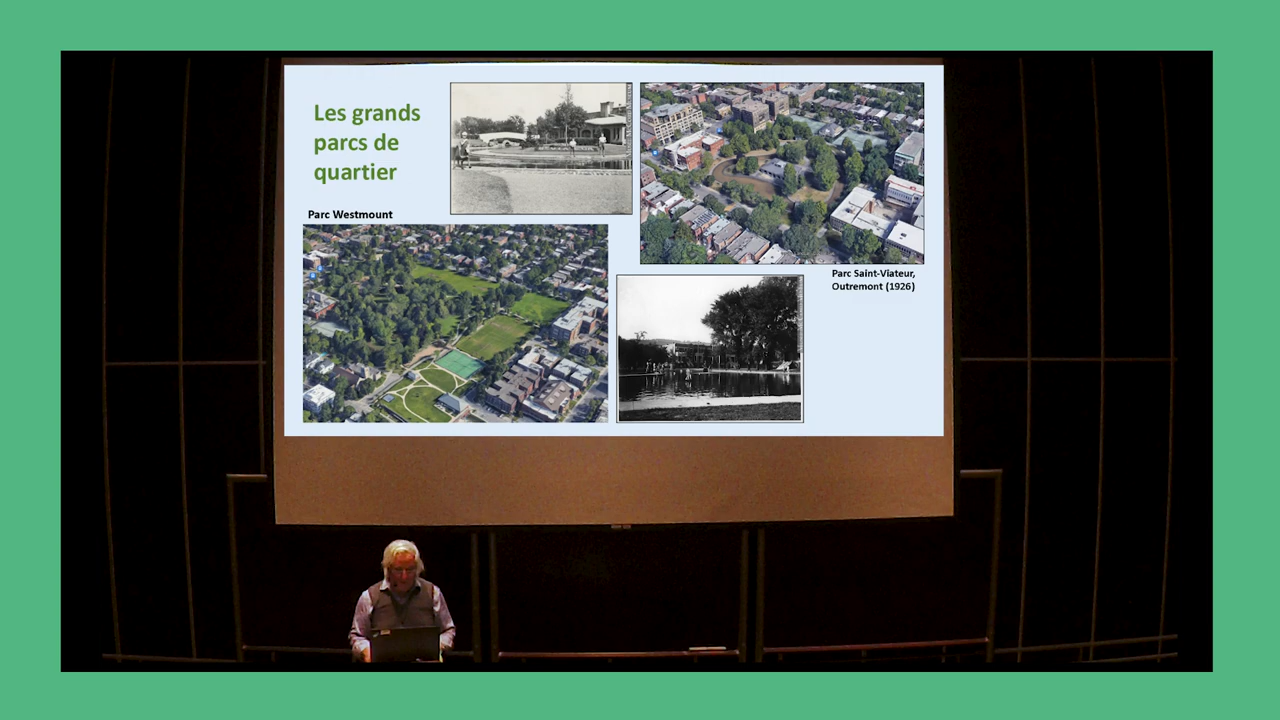 Les grands
parcs de
quartier
Parc Westmount
Parc Saint-Viateur,
Outremont (1926)